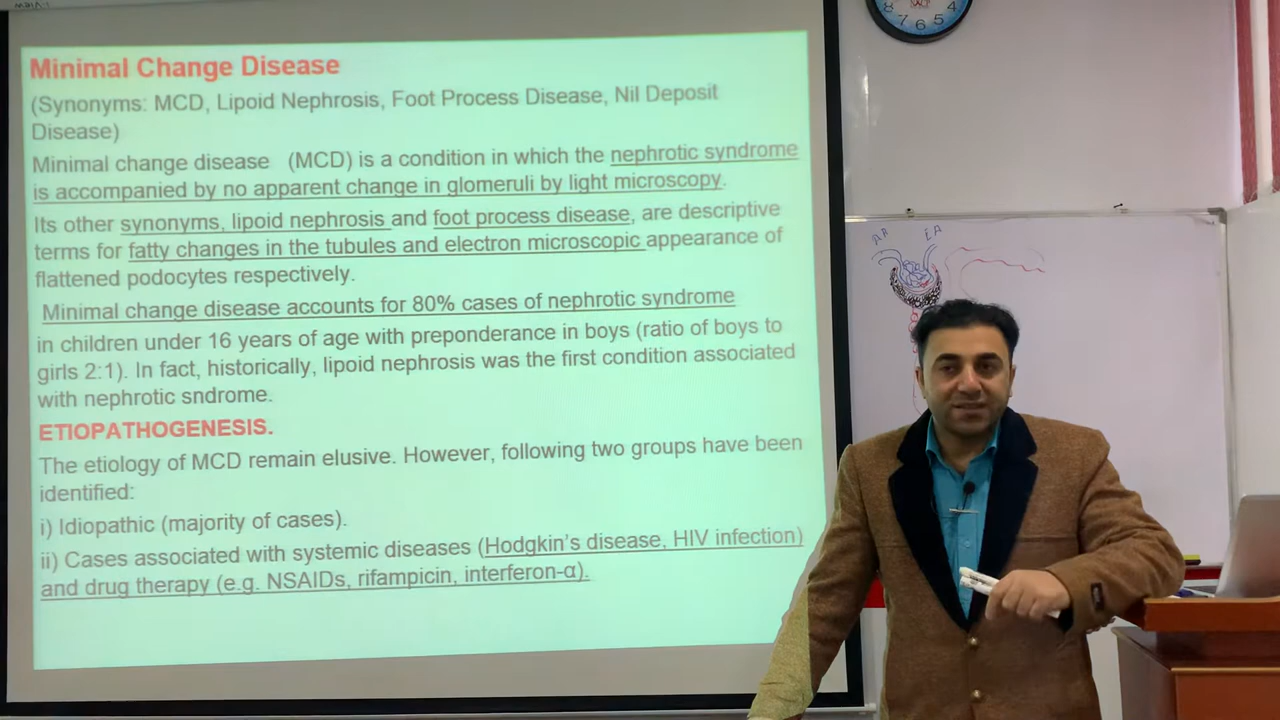 Minimal Change Disease
(Synonyms: MCD, Lipoid Nephrosis, Foot Process Disease, Nil Deposit
Disease)
Minimal change disease (MCD) is a condition in which the nephrotic syndrome
is accompanied by no apparent change in glomeruli by light microscopy.
Its other synonyms, lipoid nephrosis and foot process disease, are descriptive
terms for fatty changes in the tubules and electron microscopic appearance of
flattened podocytes respectively.
Minimal change disease accounts for 80% cases of nephrotic syndrome
in children under 16 years of age with preponderance in boys (ratio of boys to
girls 2:1). In fact, historically, lipoid nephrosis was the first condition associated
with nephrotic sndrome.
ETIOPATHOGENESIS.
The etiology of MCD remain elusive. However, following two groups have been
identified:
i) Idiopathic (majority of cases).
ii) Cases associated with systemic diseases (Hodgkin's disease, HIV infection)
and drug therapy (e.g. NSAIDs, rifampicin, interferon-α).
8 7 6 5 4
AA EA